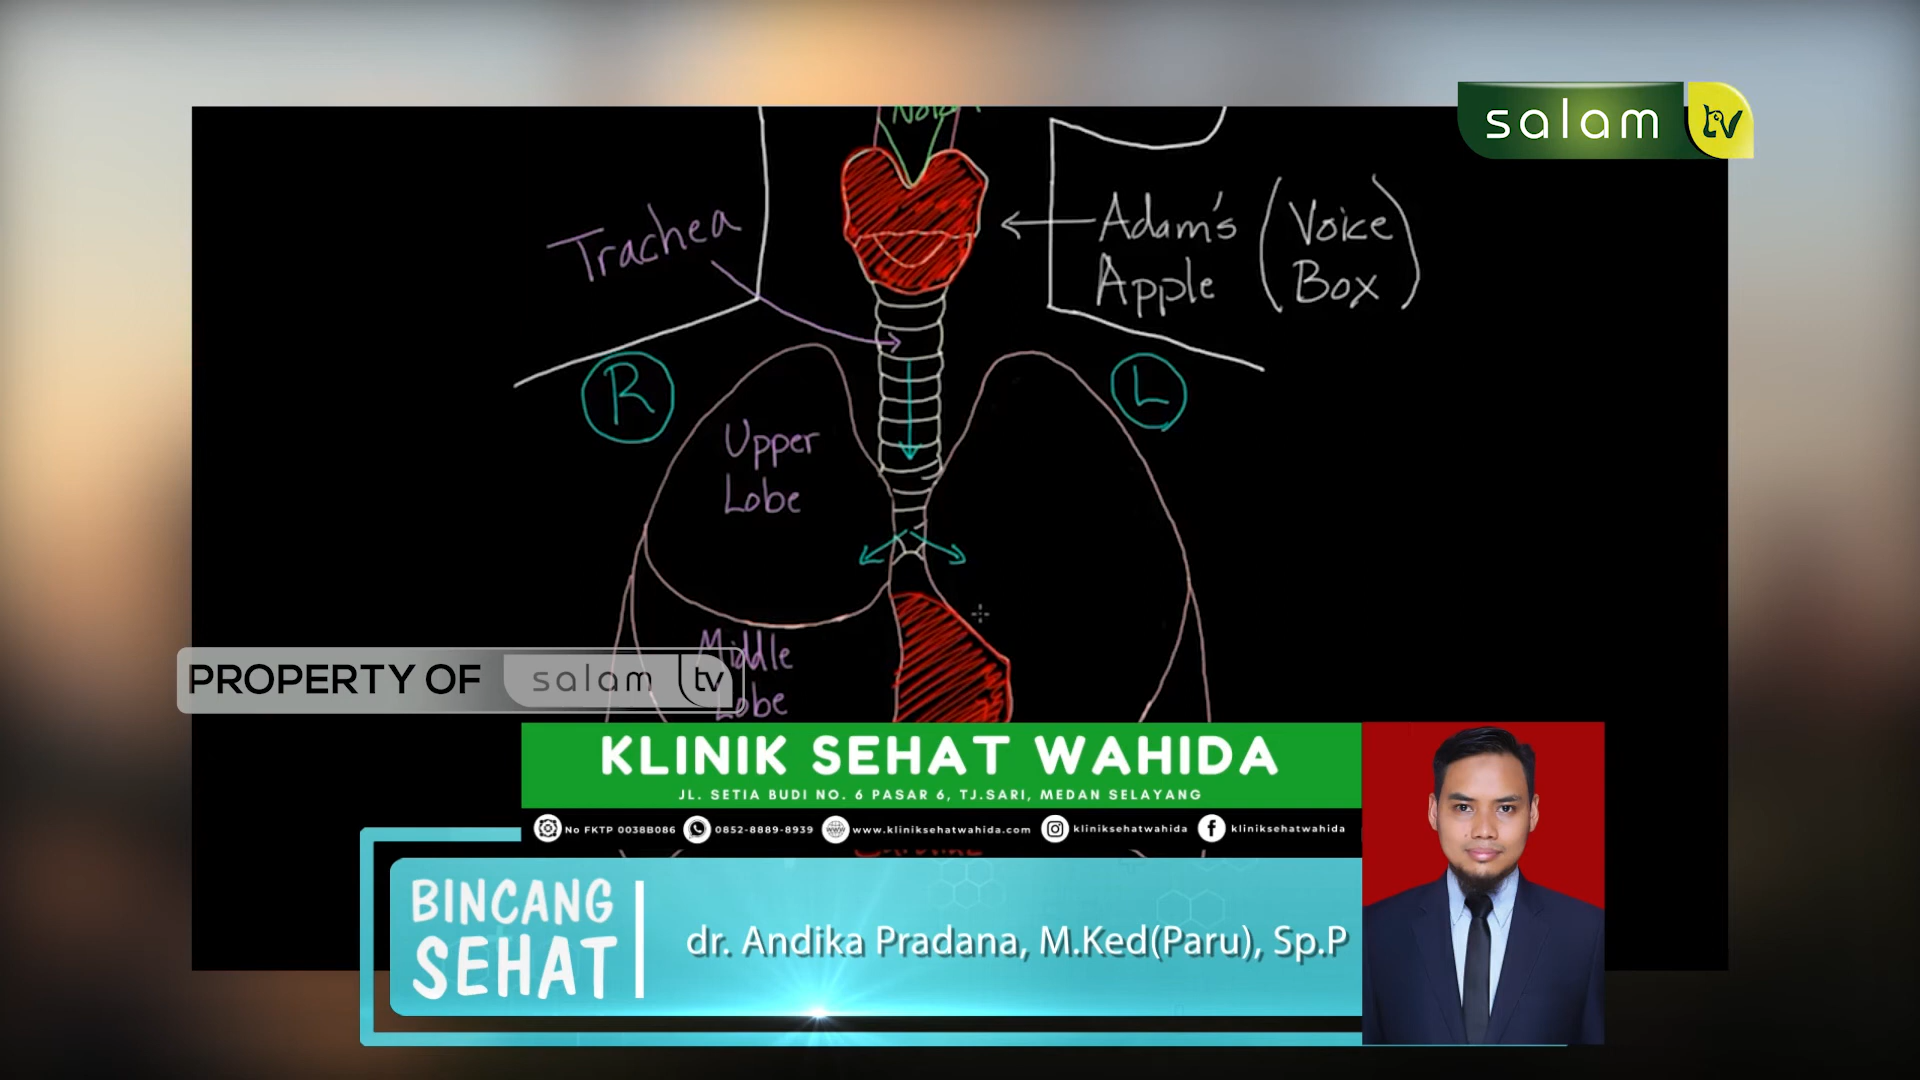 salam tv
Trachea
Adam's
Apple
(Voice
Box)
R
L
Upper
Lobe
Middle
Lobe
PROPERTY OF salam tv
KLINIK SEHAT WAHIDA
JL. SETIA BUDI NO. 6 PASAR 6, TJ.SARI, MEDAN SELAYANG
No FKTP 0038B086
0852-8889-8939
www.kliniksehatwahida.com
kliniksehatwahida
kliniksehatwahida
BINCANG
SEHAT
dr. Andika Pradana, M.Ked(Paru), Sp.P